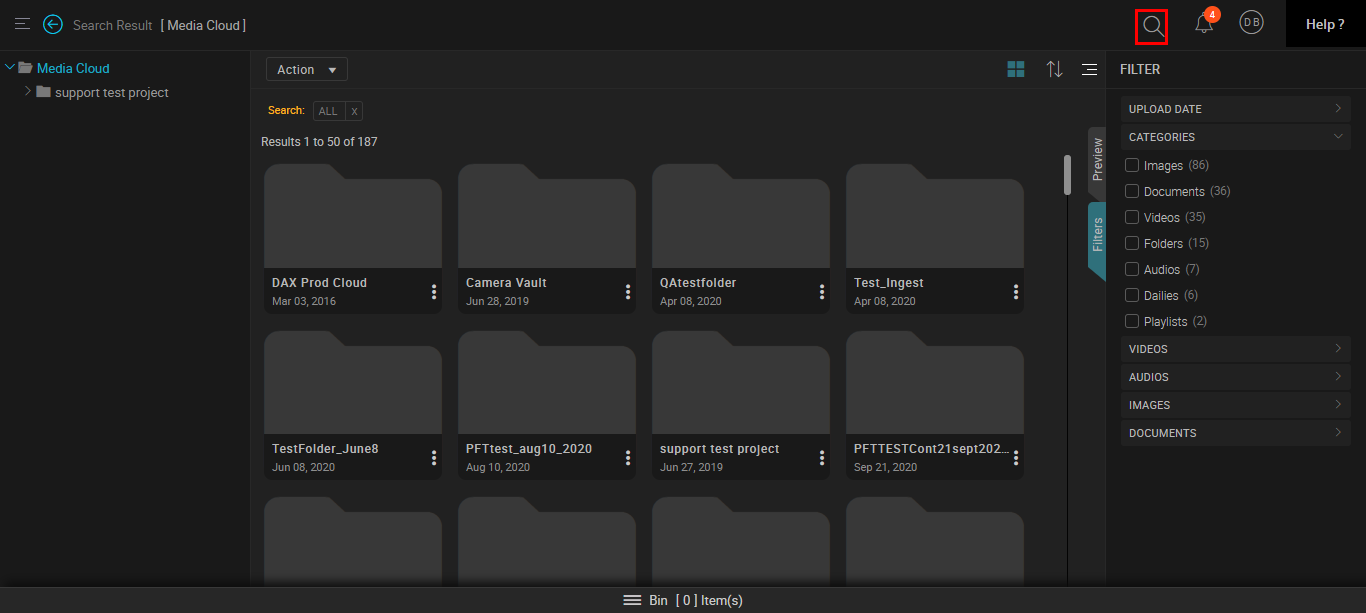 Search Result [ Media Cloud ]
4
D B
Help ?
Media Cloud
support test project
Action
Search: ALL x
Results 1 to 50 of 187
DAX Prod Cloud
Mar 03, 2016
Camera Vault
Jun 28, 2019
QAtestfolder
Apr 08, 2020
Test_Ingest
Apr 08, 2020
TestFolder_June8
Jun 08, 2020
PFTtest_aug10_2020
Aug 10, 2020
support test project
Jun 27, 2019
PFTTESTCont21sept202...
Sep 21, 2020
Preview
Filters
FILTER
UPLOAD DATE
CATEGORIES
Images (86)
Documents (36)
Videos (35)
Folders (15)
Audios (7)
Dailies (6)
Playlists (2)
VIDEOS
AUDIOS
IMAGES
DOCUMENTS
Bin [ 0 ] Item(s)